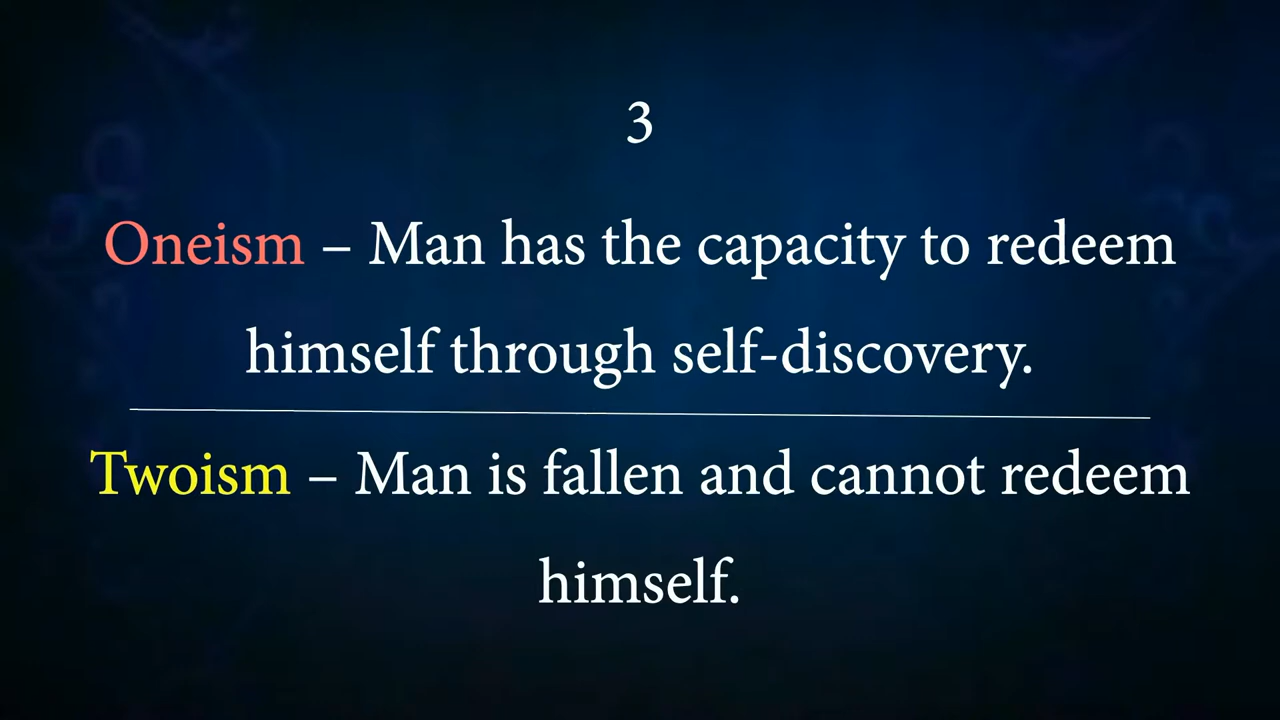 3
Oneism – Man has the capacity to redeem
himself through self-discovery.
Twoism – Man is fallen and cannot redeem
himself.